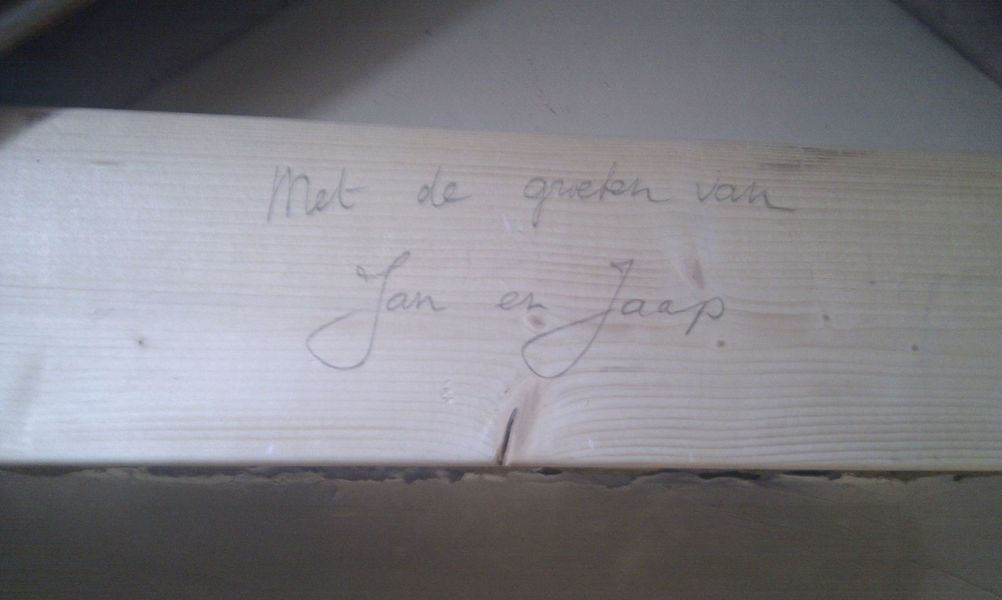 Met de groeten van
Jan en Jaap